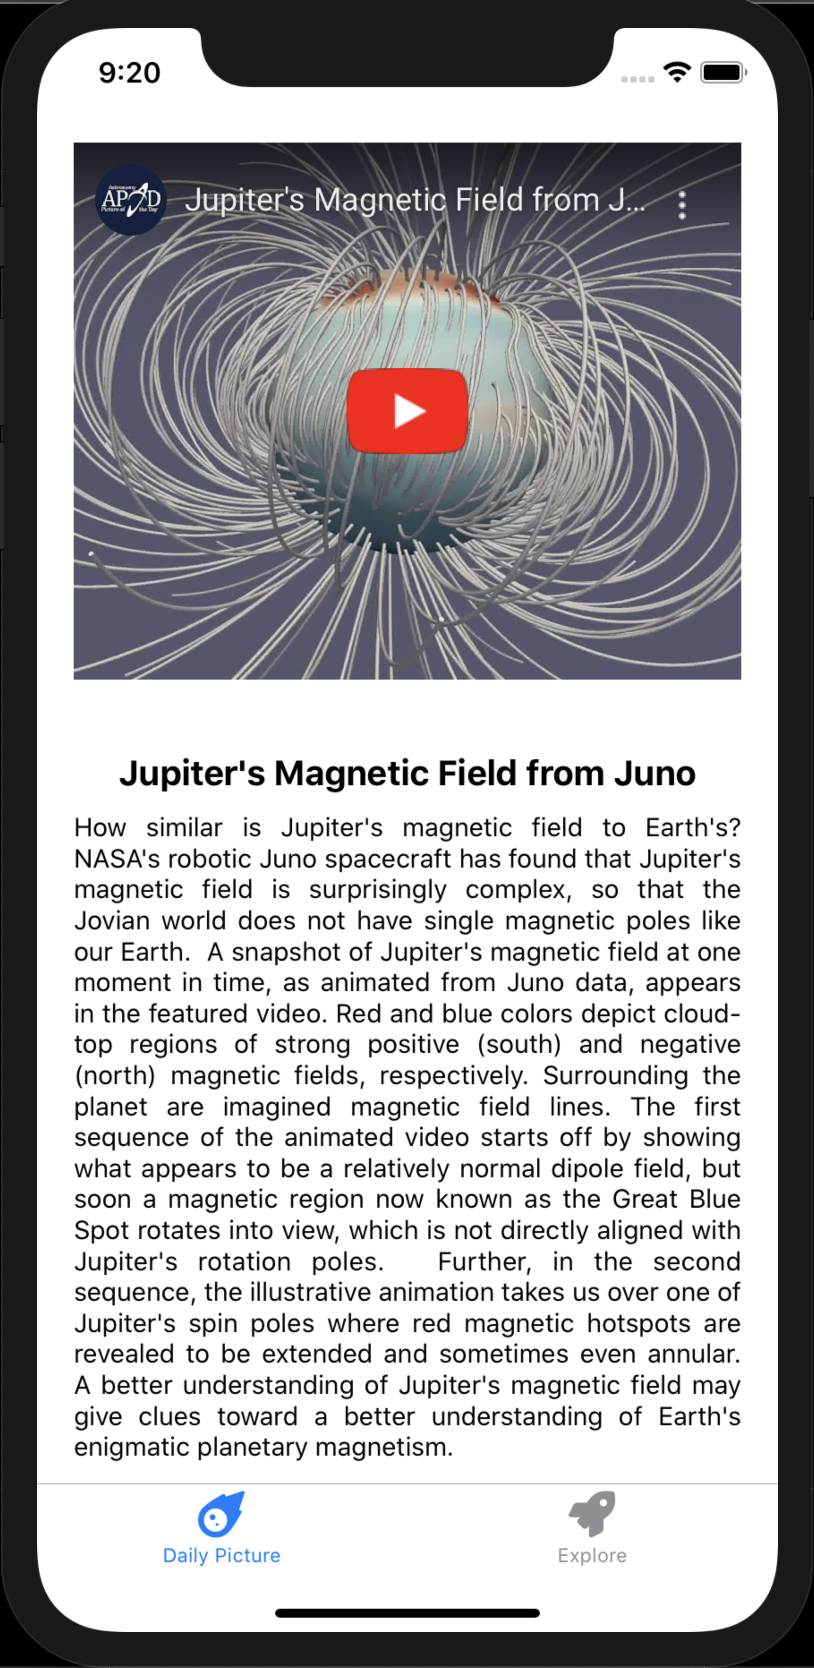 9:20
Astronomy
APOD
Picture of the Day
Jupiter's Magnetic Field from J...
Jupiter's Magnetic Field from Juno
How similar is Jupiter's magnetic field to Earth's?
NASA's robotic Juno spacecraft has found that Jupiter's
magnetic field is surprisingly complex, so that the
Jovian world does not have single magnetic poles like
our Earth.  A snapshot of Jupiter's magnetic field at one
moment in time, as animated from Juno data, appears
in the featured video. Red and blue colors depict cloud-
top regions of strong positive (south) and negative
(north) magnetic fields, respectively. Surrounding the
planet are imagined magnetic field lines. The first
sequence of the animated video starts off by showing
what appears to be a relatively normal dipole field, but
soon a magnetic region now known as the Great Blue
Spot rotates into view, which is not directly aligned with
Jupiter's rotation poles.   Further, in the second
sequence, the illustrative animation takes us over one of
Jupiter's spin poles where red magnetic hotspots are
revealed to be extended and sometimes even annular.
A better understanding of Jupiter's magnetic field may
give clues toward a better understanding of Earth's
enigmatic planetary magnetism.
Daily Picture
Explore